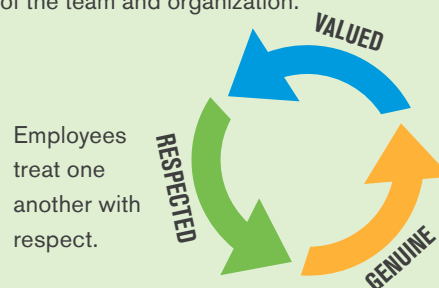 of the team and organization.
VALUED
Employees
treat one
another with
respect.
RESPECTED
GENUINE